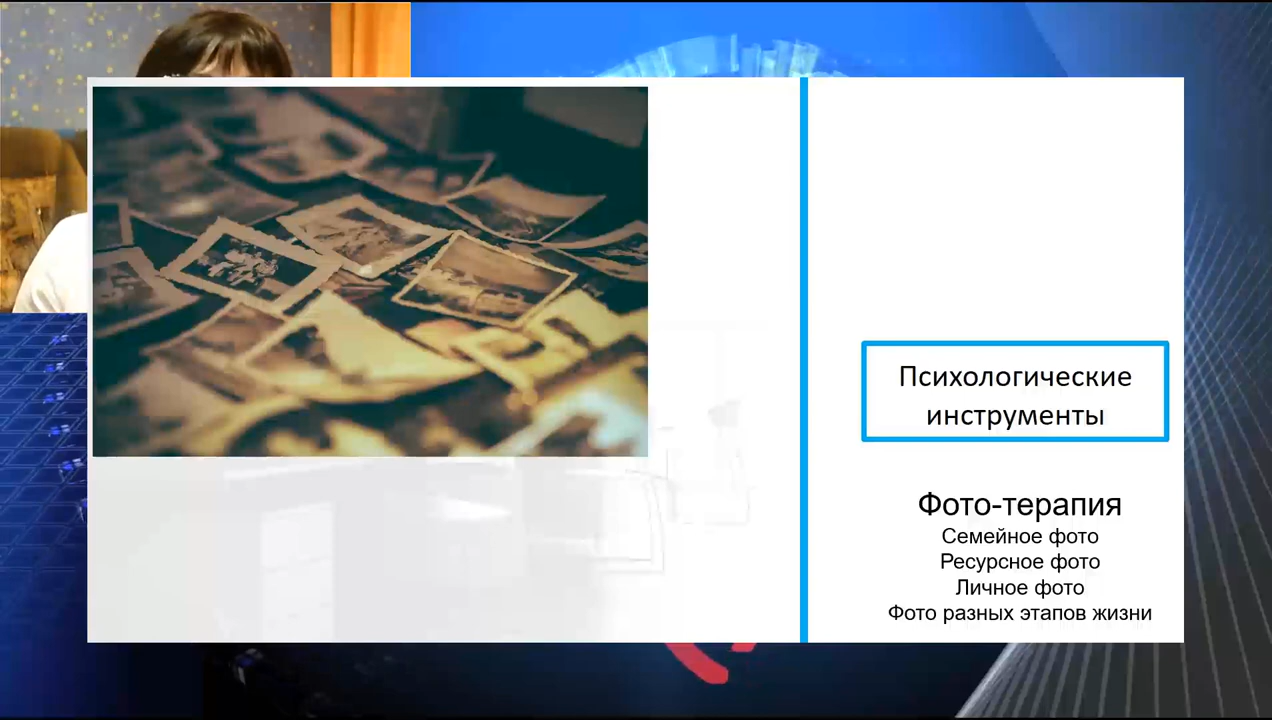 Психологические
инструменты
Фото-терапия
Семейное фото
Ресурсное фото
Личное фото
Фото разных этапов жизни